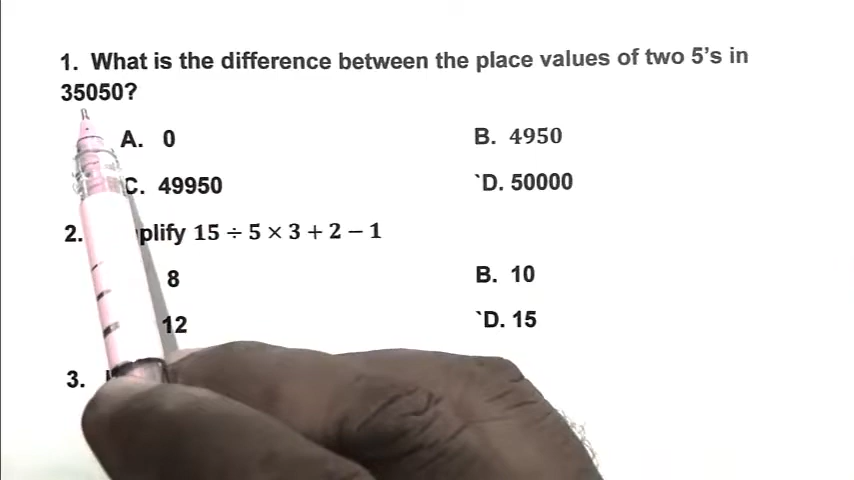 1. What is the difference between the place values of two 5's in
35050?
A. 0 B. 4950
C. 49950 `D. 50000
2. plify 15 ÷ 5 × 3 + 2 − 1
8 B. 10
12 `D. 15
3.